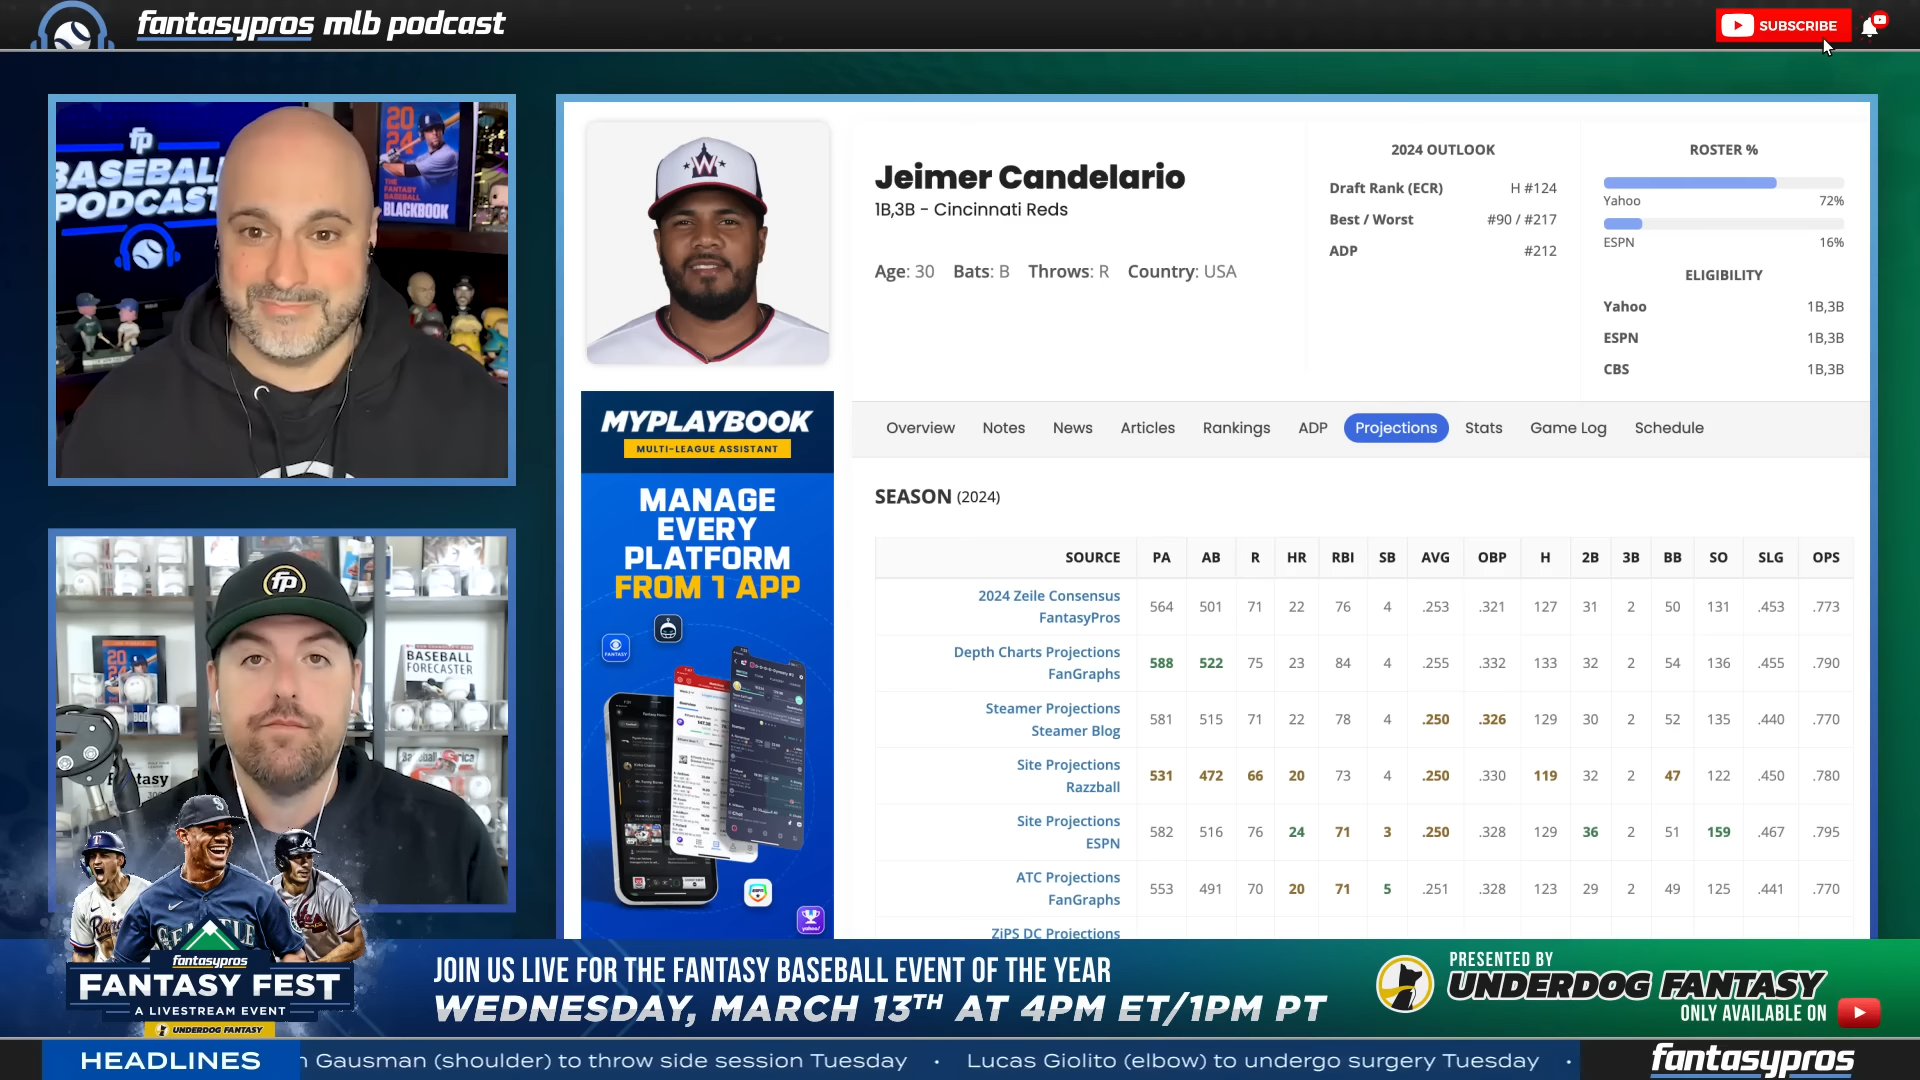 fantasypros mlb podcast
SUBSCRIBE
fp
BASEBALL
PODCAST
2024
THE
FANTASY
BASEBALL
BLACKBOOK
fp
BASEBALL
FORECASTER
Jeimer Candelario
1B,3B - Cincinnati Reds
Age: 30 Bats: B Throws: R Country: USA
2024 OUTLOOK
Draft Rank (ECR) H #124
Best / Worst #90 / #217
ADP #212
ROSTER %
Yahoo 72%
ESPN 16%
ELIGIBILITY
Yahoo 1B,3B
ESPN 1B,3B
CBS 1B,3B
MYPLAYBOOK
MULTI-LEAGUE ASSISTANT
MANAGE
EVERY
PLATFORM
FROM 1 APP
Overview Notes News Articles Rankings ADP Projections Stats Game Log Schedule
SEASON (2024)
SOURCE PA AB R HR RBI SB AVG OBP H 2B 3B BB SO SLG OPS
2024 Zeile Consensus
FantasyPros 564 501 71 22 76 4 .253 .321 127 31 2 50 131 .453 .773
Depth Charts Projections
FanGraphs 588 522 75 23 84 4 .255 .332 133 32 2 54 136 .455 .790
Steamer Projections
Steamer Blog 581 515 71 22 78 4 .250 .326 129 30 2 52 135 .440 .770
Site Projections
Razzball 531 472 66 20 73 4 .250 .330 119 32 2 47 122 .450 .780
Site Projections
ESPN 582 516 76 24 71 3 .250 .328 129 36 2 51 159 .467 .795
ATC Projections
FanGraphs 553 491 70 20 71 5 .251 .328 123 29 2 49 125 .441 .770
ZiPS DC Projections
fantasypros
FANTASY FEST
A LIVESTREAM EVENT
UNDERDOG FANTASY
JOIN US LIVE FOR THE FANTASY BASEBALL EVENT OF THE YEAR
WEDNESDAY, MARCH 13TH AT 4PM ET/1PM PT
PRESENTED BY
UNDERDOG FANTASY
ONLY AVAILABLE ON
HEADLINES
Gausman (shoulder) to throw side session Tuesday • Lucas Giolito (elbow) to undergo surgery Tuesday •
fantasypros